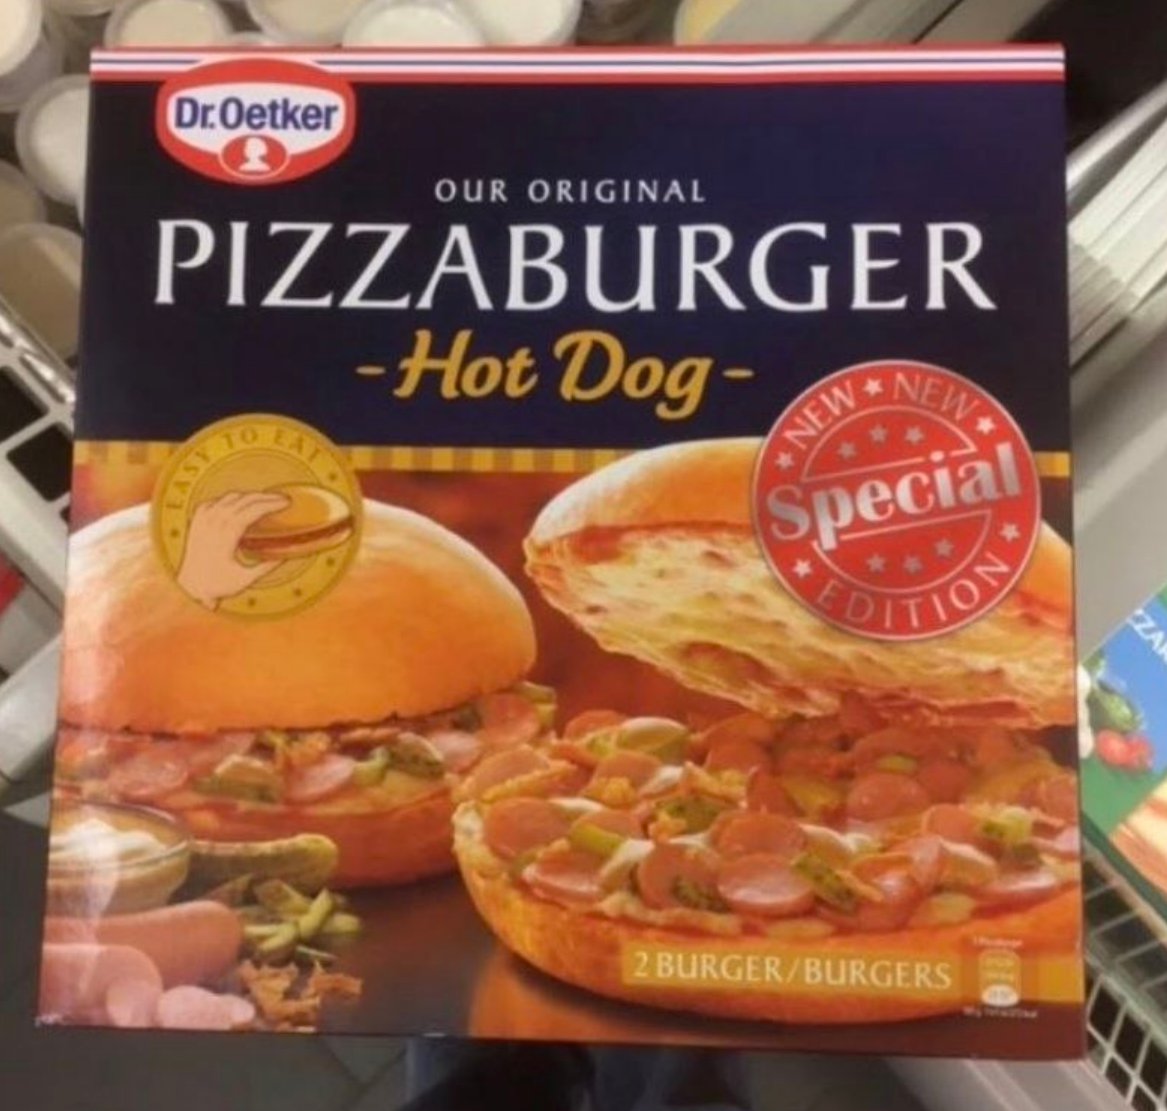 Dr.Oetker
OUR ORIGINAL
PIZZABURGER
-Hot Dog-
EASY TO EAT
NEW ★ NEW
Special
EDITION
2 BURGER/BURGERS